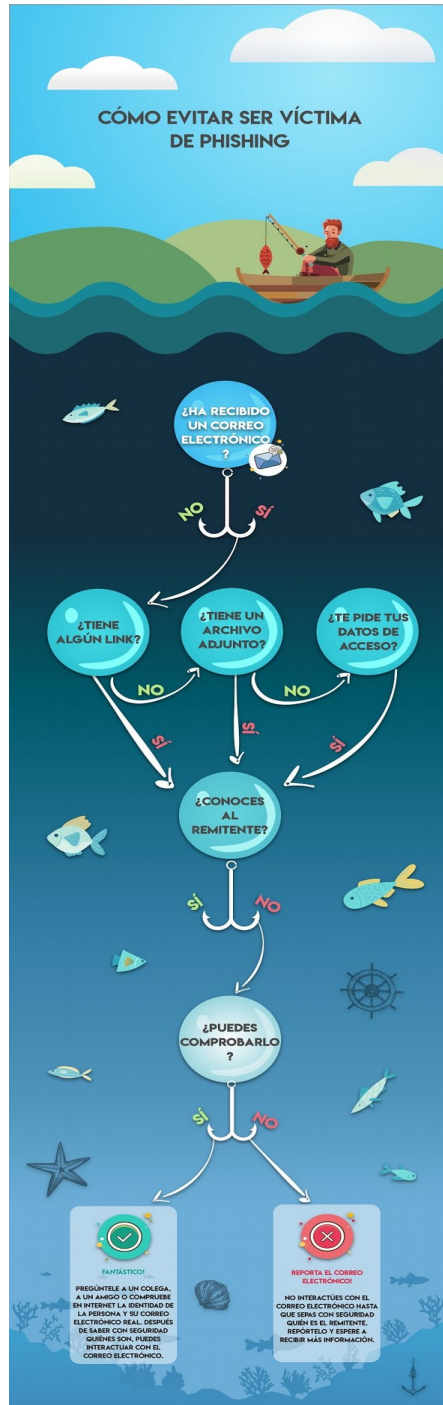 CÓMO EVITAR SER VÍCTIMA
DE PHISHING
¿HA RECIBIDO
UN CORREO
ELECTRÓNICO
?
NO
SÍ
¿TIENE
ALGÚN LINK?
¿TIENE UN
ARCHIVO
ADJUNTO?
¿TE PIDE TUS
DATOS DE
ACCESO?
NO
NO
SÍ
SÍ
SÍ
¿CONOCES
AL
REMITENTE?
SÍ
NO
¿PUEDES
COMPROBARLO
?
SÍ
NO
FANTÁSTICO!
PREGÚNTELE A UN COLEGA,
A UN AMIGO O COMPRUEBE
EN INTERNET LA IDENTIDAD DE
LA PERSONA Y SU CORREO
ELECTRÓNICO REAL. DESPUÉS
DE SABER CON SEGURIDAD
QUIÉNES SON, PUEDES
INTERACTUAR CON EL
CORREO ELECTRÓNICO.
REPORTA EL CORREO
ELECTRÓNICO!
NO INTERACTÚES CON EL
CORREO ELECTRÓNICO HASTA
QUE SEPAS CON SEGURIDAD
QUIÉN ES EL REMITENTE.
REPÓRTELO Y ESPERE A
RECIBIR MÁS INFORMACIÓN.